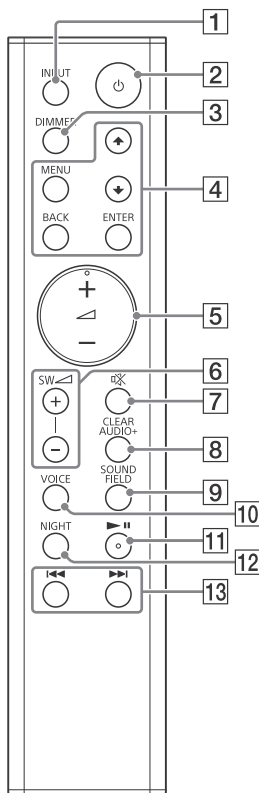 1
INPUT
2
DIMMER
3
MENU
4
BACK ENTER
+
−
5
SW
6
+
−
7
CLEAR
AUDIO+
8
SOUND
FIELD
9
VOICE
10
NIGHT
11
12
13